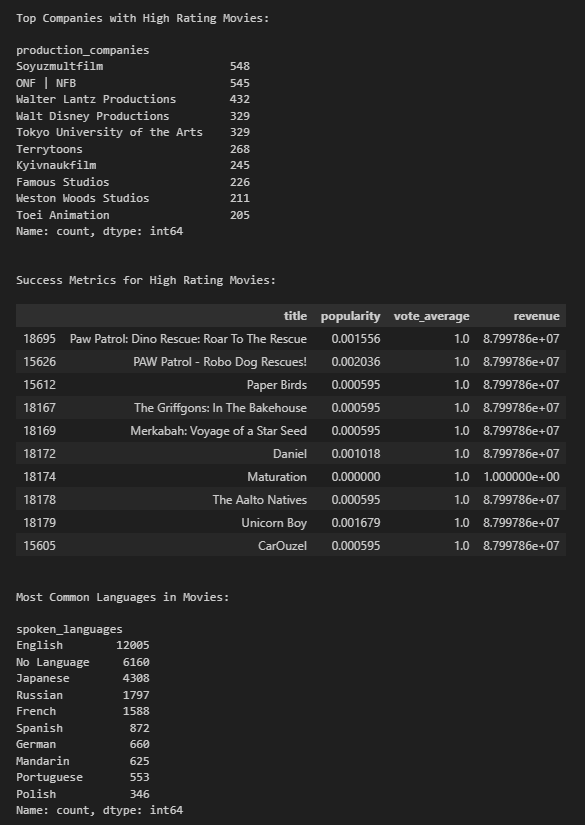 Top Companies with High Rating Movies:
production_companies
Soyuzmultfilm 548
ONF | NFB 545
Walter Lantz Productions 432
Walt Disney Productions 329
Tokyo University of the Arts 329
Terrytoons 268
Kyivnaukfilm 245
Famous Studios 226
Weston Woods Studios 211
Toei Animation 205
Name: count, dtype: int64
Success Metrics for High Rating Movies:
title popularity vote_average revenue
18695 Paw Patrol: Dino Rescue: Roar To The Rescue 0.001556 1.0 8.799786e+07
15626 PAW Patrol - Robo Dog Rescues! 0.002036 1.0 8.799786e+07
15612 Paper Birds 0.000595 1.0 8.799786e+07
18167 The Griffgons: In The Bakehouse 0.000595 1.0 8.799786e+07
18169 Merkabah: Voyage of a Star Seed 0.000595 1.0 8.799786e+07
18172 Daniel 0.001018 1.0 8.799786e+07
18174 Maturation 0.000000 1.0 1.000000e+00
18178 The Aalto Natives 0.000595 1.0 8.799786e+07
18179 Unicorn Boy 0.001679 1.0 8.799786e+07
15605 CarOuzel 0.000595 1.0 8.799786e+07
Most Common Languages in Movies:
spoken_languages
English 12005
No Language 6160
Japanese 4308
Russian 1797
French 1588
Spanish 872
German 660
Mandarin 625
Portuguese 553
Polish 346
Name: count, dtype: int64